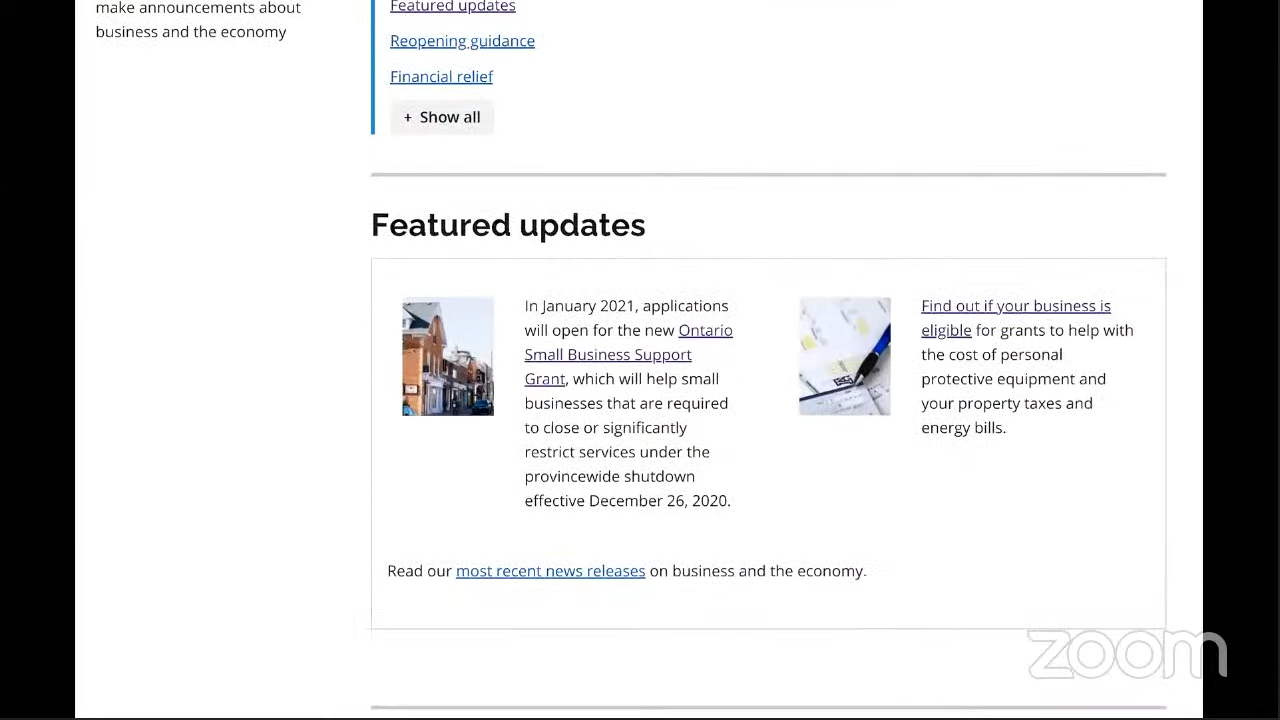 make announcements about
business and the economy
Featured updates
Reopening guidance
Financial relief
+ Show all
Featured updates
In January 2021, applications
will open for the new Ontario
Small Business Support
Grant, which will help small
businesses that are required
to close or significantly
restrict services under the
provincewide shutdown
effective December 26, 2020.
Find out if your business is
eligible for grants to help with
the cost of personal
protective equipment and
your property taxes and
energy bills.
Read our most recent news releases on business and the economy.
zoom